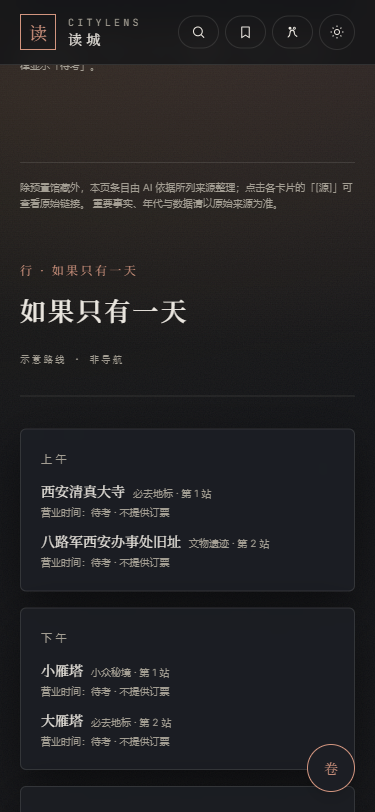 读
CITYLENS
读城
除预置馆藏外，本页条目由 AI 依据所列来源整理；点击各卡片的「[源]」可
查看原始链接。 重要事实、年代与数据请以原始来源为准。
行 · 如果只有一天
如果只有一天
示意路线 · 非导航
上午
西安清真大寺 必去地标 · 第 1 站
营业时间：待考 · 不提供订票
八路军西安办事处旧址 文物遗迹 · 第 2 站
营业时间：待考 · 不提供订票
下午
小雁塔 小众秘境 · 第 1 站
营业时间：待考 · 不提供订票
大雁塔 必去地标 · 第 2 站
营业时间：待考 · 不提供订票
卷